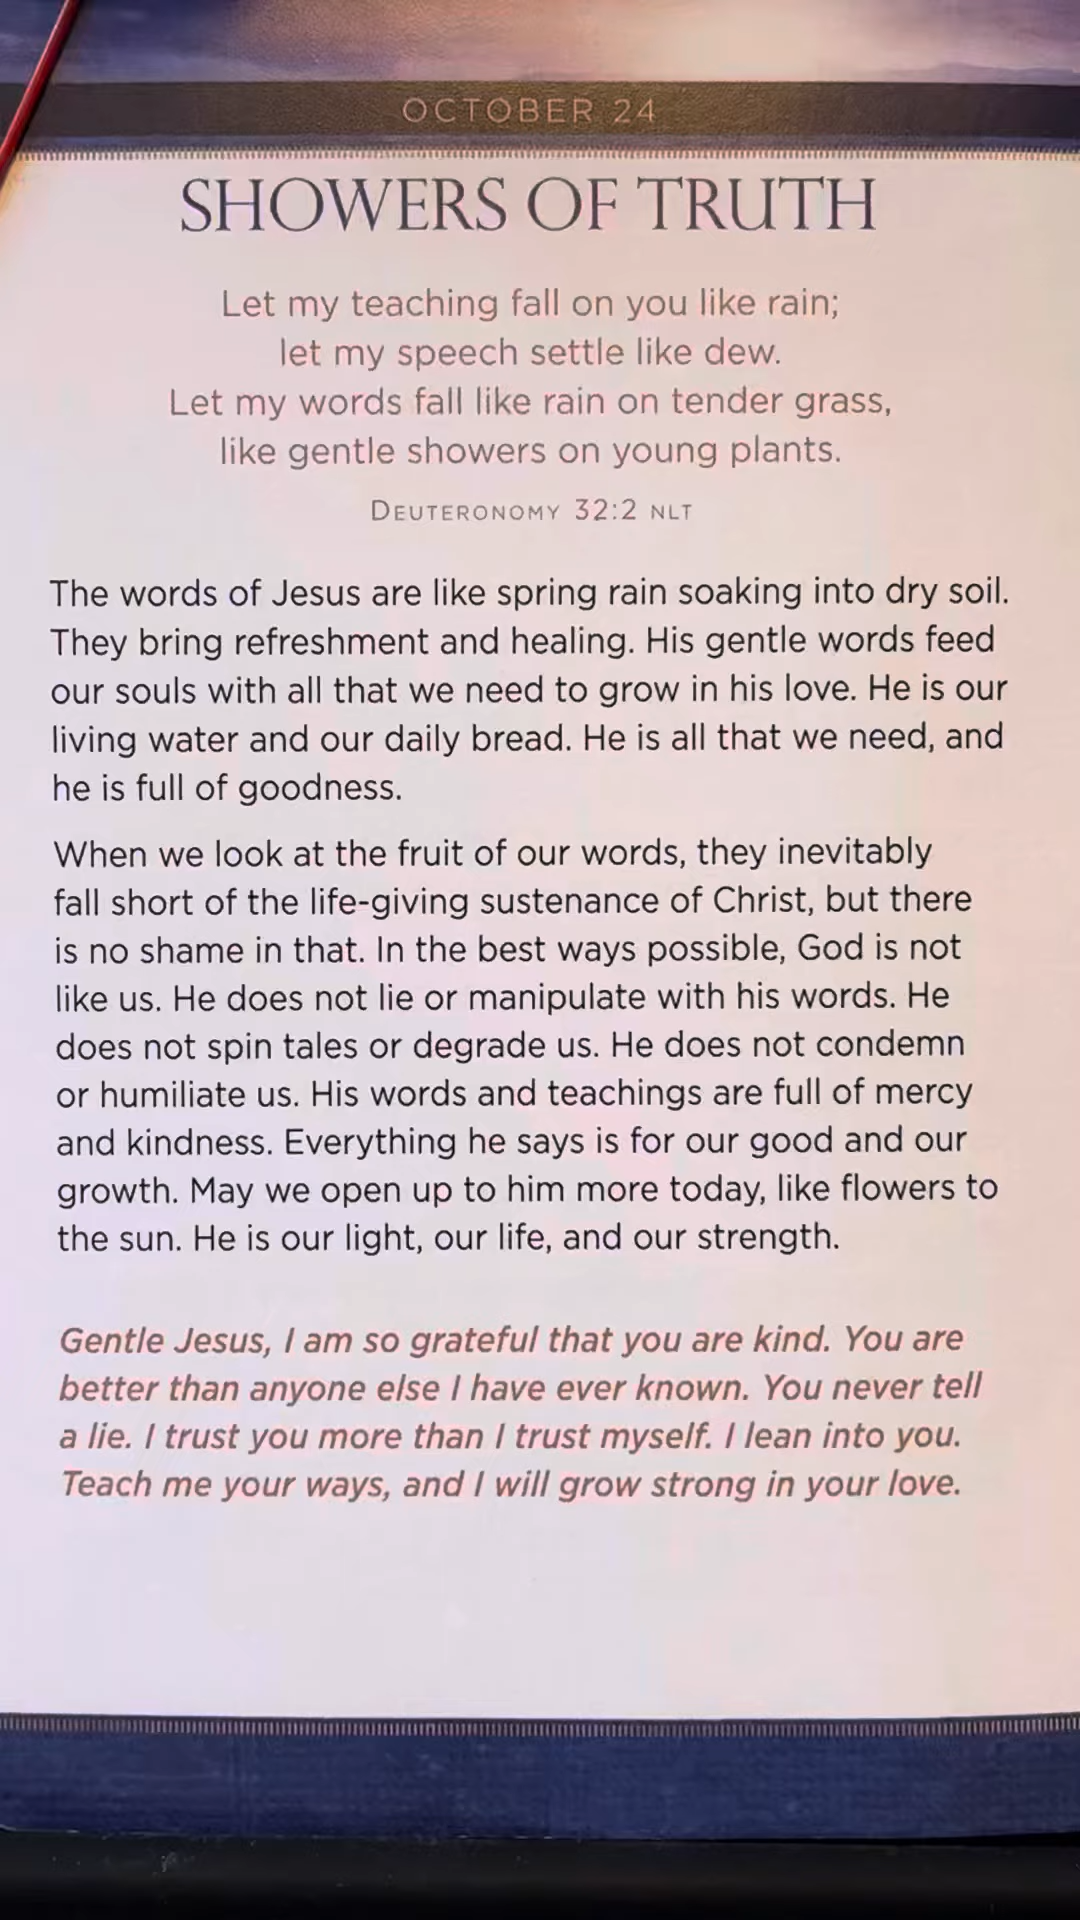 OCTOBER 24
SHOWERS OF TRUTH
Let my teaching fall on you like rain;
let my speech settle like dew.
Let my words fall like rain on tender grass,
like gentle showers on young plants.
DEUTERONOMY 32:2 NLT
The words of Jesus are like spring rain soaking into dry soil.
They bring refreshment and healing. His gentle words feed
our souls with all that we need to grow in his love. He is our
living water and our daily bread. He is all that we need, and
he is full of goodness.
When we look at the fruit of our words, they inevitably
fall short of the life-giving sustenance of Christ, but there
is no shame in that. In the best ways possible, God is not
like us. He does not lie or manipulate with his words. He
does not spin tales or degrade us. He does not condemn
or humiliate us. His words and teachings are full of mercy
and kindness. Everything he says is for our good and our
growth. May we open up to him more today, like flowers to
the sun. He is our light, our life, and our strength.
Gentle Jesus, I am so grateful that you are kind. You are
better than anyone else I have ever known. You never tell
a lie. I trust you more than I trust myself. I lean into you.
Teach me your ways, and I will grow strong in your love.